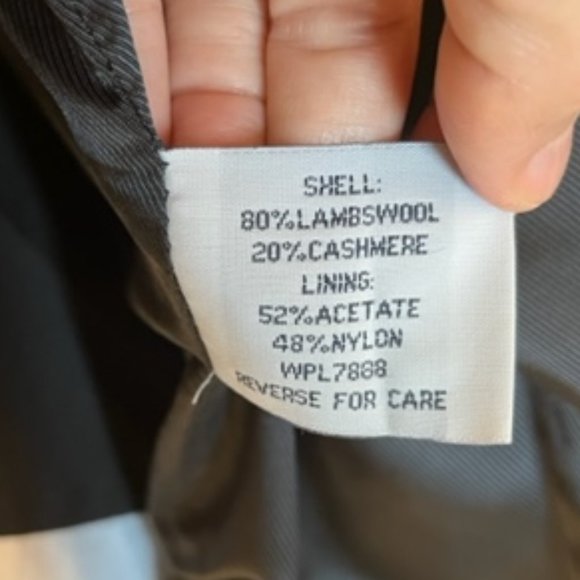 SHELL:
80%LAMBSWOOL
20%CASHMERE
LINING:
52%ACETATE
48%NYLON
WPL7888
REVERSE FOR CARE